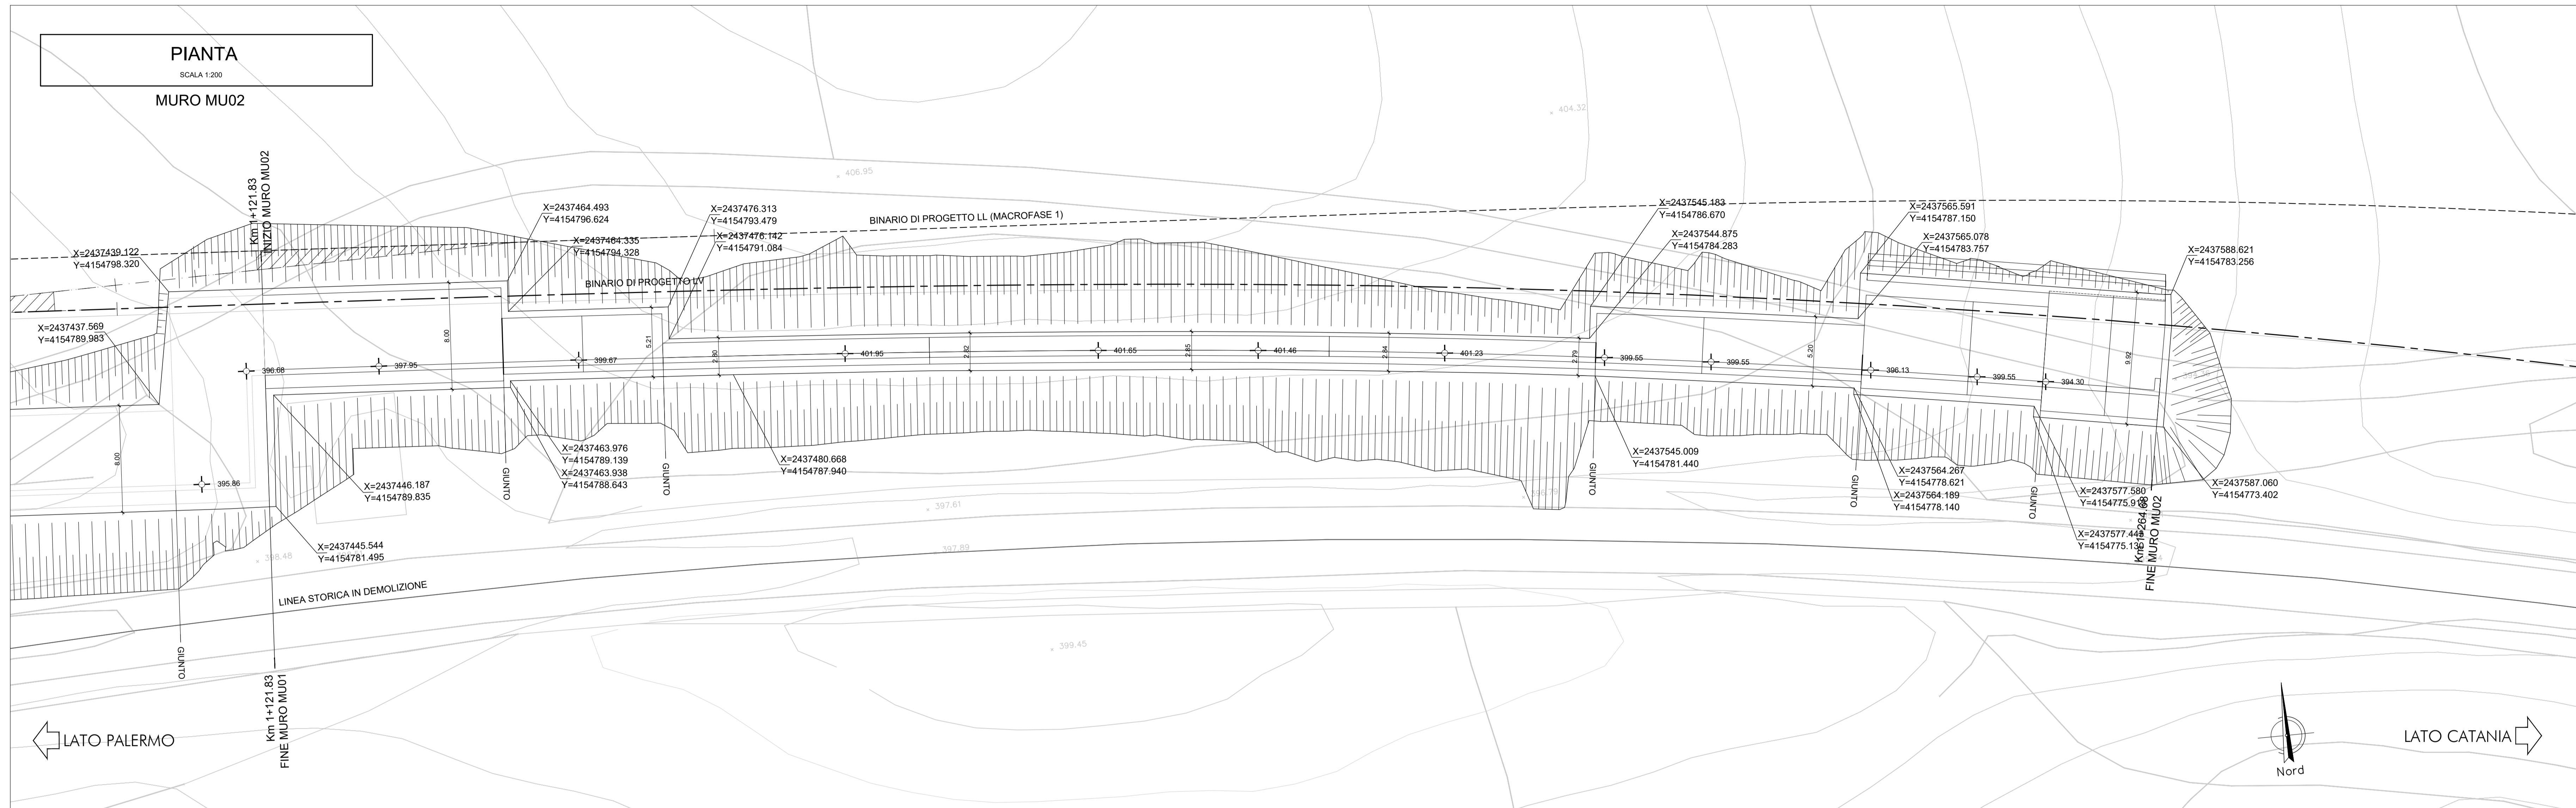 PIANTA
SCALA 1:200
MURO MU02
404.32
406.95
Km 1+121.83
INIZIO MURO MU02
X=2437464.493
Y=4154796.624
X=2437476.313
Y=4154793.479
BINARIO DI PROGETTO LL (MACROFASE 1)
X=2437545.183
Y=4154786.670
X=2437565.591
Y=4154787.150
X=2437464.335
Y=4154794.328
X=2437476.142
Y=4154791.084
X=2437544.875
Y=4154784.283
X=2437565.078
Y=4154783.757
X=2437439.122
Y=4154798.320
X=2437588.621
Y=4154783.256
BINARIO DI PROGETTO LV
X=2437437.569
Y=4154789.983
8.00
5.21
2.80
2.82
2.85
2.84
2.79
5.20
9.92
396.68
397.95
399.67
401.95
401.65
401.46
401.23
399.55
399.55
396.13
399.55
394.30
8.00
395.86
X=2437463.976
Y=4154789.139
X=2437463.938
Y=4154788.643
X=2437480.668
Y=4154787.940
X=2437545.009
Y=4154781.440
X=2437564.267
Y=4154778.621
X=2437564.189
Y=4154778.140
X=2437577.580
X=2437587.060
Y=4154773.402
X=2437446.187
Y=4154789.835
GIUNTO
GIUNTO
GIUNTO
GIUNTO
GIUNTO
397.61
397.89
398.48
X=2437445.544
Y=4154781.495
FINE MURO MU02
LINEA STORICA IN DEMOLIZIONE
GIUNTO
399.45
Km 1+121.83
FINE MURO MU01
LATO PALERMO
LATO CATANIA
Nord